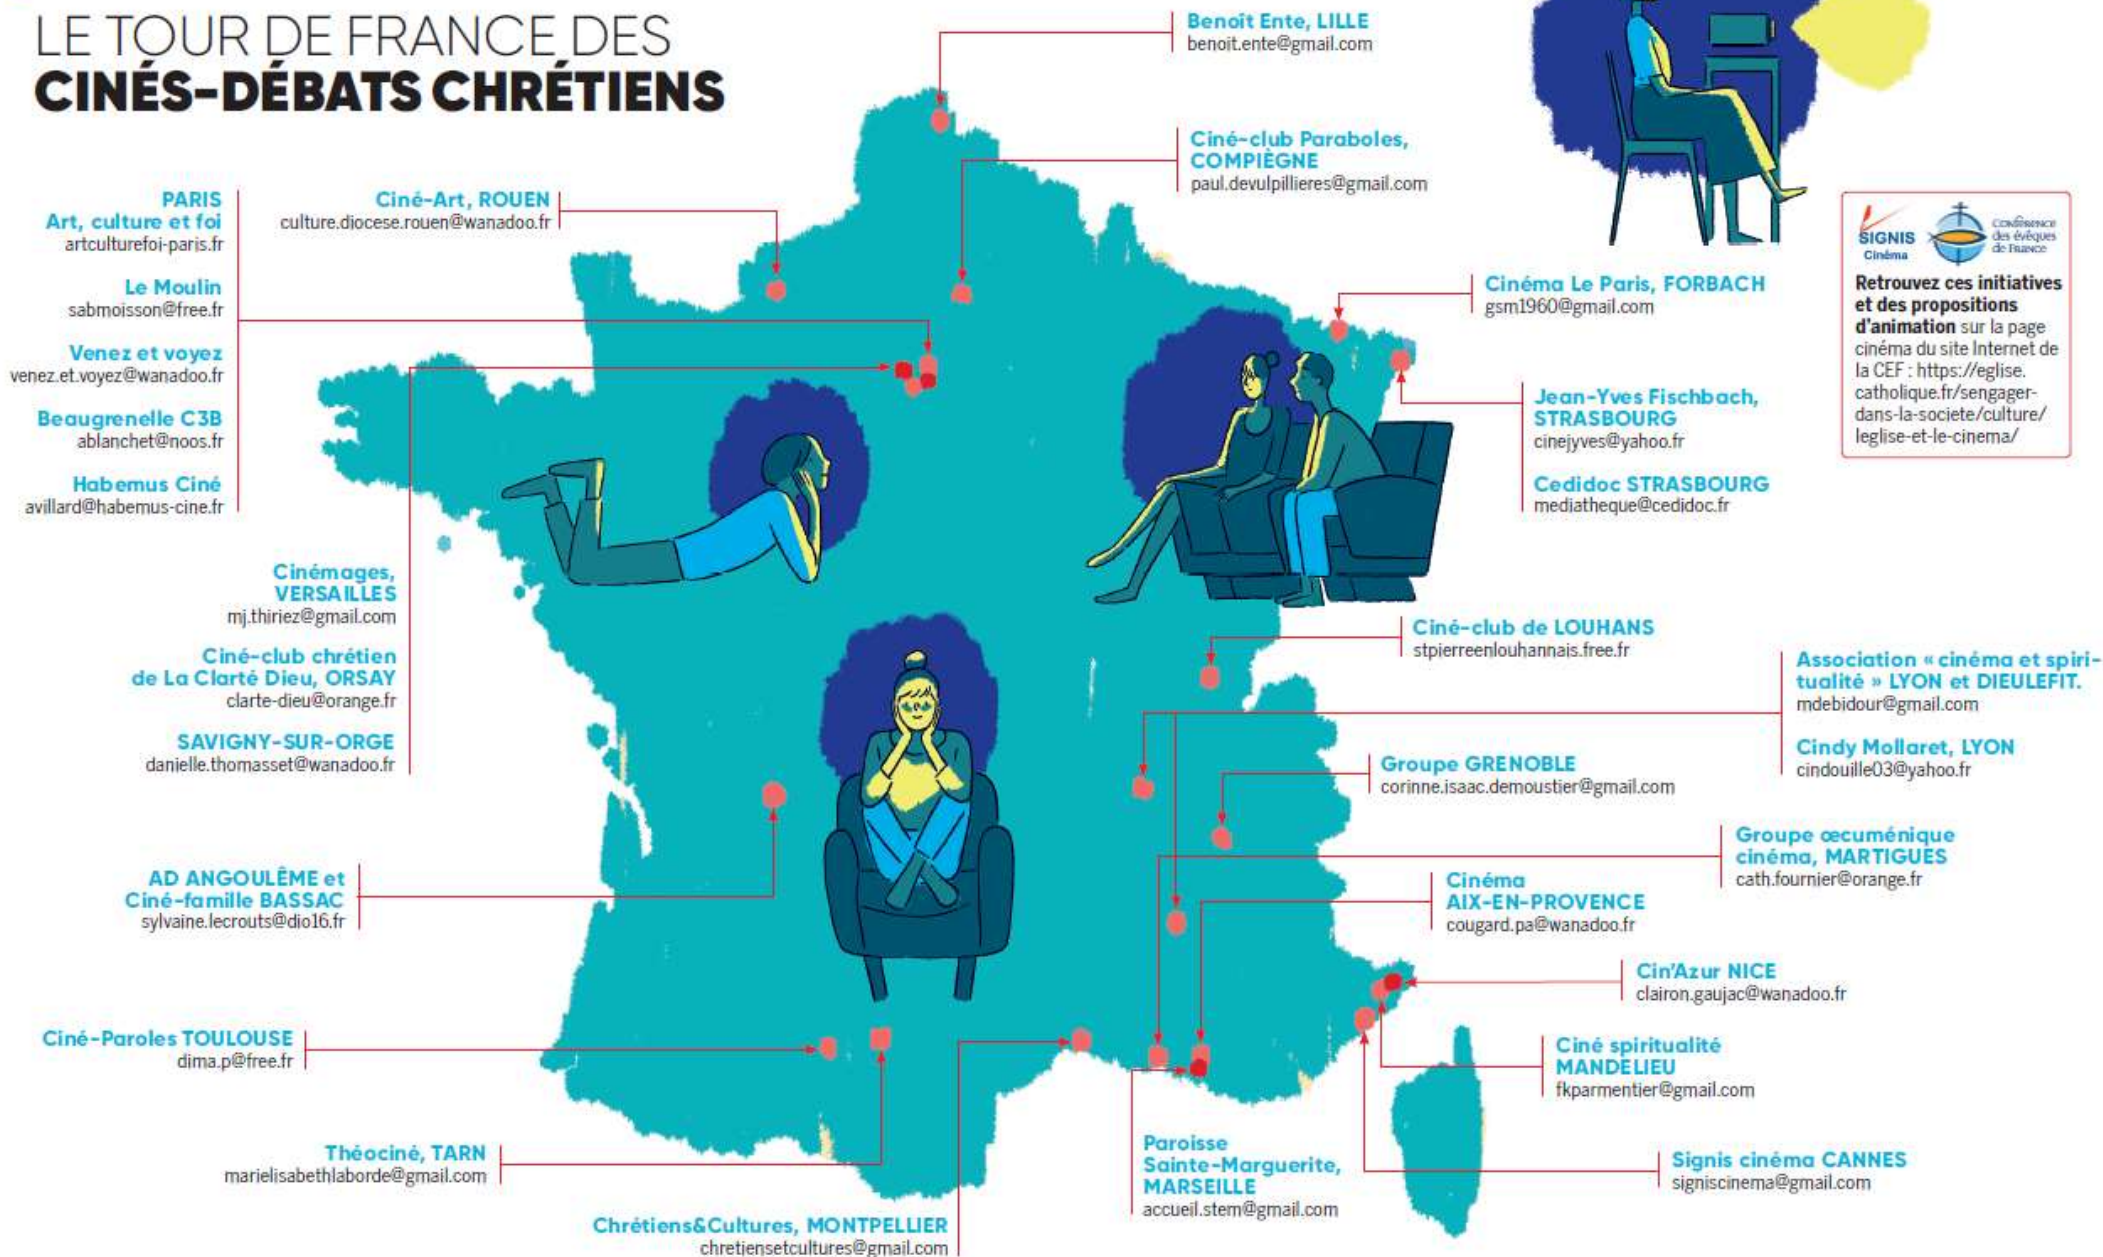 LE TOUR DE FRANCE DES
CINÉS-DÉBATS CHRÉTIENS
Benoît Ente, LILLE
benoit.ente@gmail.com
Ciné-club Paraboles,
COMPIÈGNE
paul.devulpillieres@gmail.com
PARIS
Art, culture et foi
artculturefoi-paris.fr
Le Moulin
sabmoisson@free.fr
Venez et voyez
venez.et.voyez@wanadoo.fr
Beaugrenelle C3B
ablanchet@noos.fr
Habemus Ciné
avillard@habemus-cine.fr
Ciné-Art, ROUEN
culture.diocese.rouen@wanadoo.fr
SIGNIS
Cinéma
Conférence
des évêques
de France
Retrouvez ces initiatives
et des propositions
d'animation sur la page
cinéma du site Internet de
la CEF : https://eglise.
catholique.fr/sengager-
dans-la-societe/culture/
leglise-et-le-cinema/
Cinéma Le Paris, FORBACH
gsm1960@gmail.com
Jean-Yves Fischbach,
STRASBOURG
cinejyves@yahoo.fr
Cedidoc STRASBOURG
mediatheque@cedidoc.fr
Cinémages,
VERSAILLES
mj.thiriez@gmail.com
Ciné-club chrétien
de La Clarté Dieu, ORSAY
clarte-dieu@orange.fr
SAVIGNY-SUR-ORGE
danielle.thomasset@wanadoo.fr
Ciné-club de LOUHANS
stpierreenlouhannais.free.fr
Association « cinéma et spiri-
tualité » LYON et DIEULEFIT.
mdebidour@gmail.com
Cindy Mollaret, LYON
cindouille03@yahoo.fr
Groupe GRENOBLE
corinne.isaac.demoustier@gmail.com
Groupe œcuménique
cinéma, MARTIGUES
cath.fournier@orange.fr
AD ANGOULÊME et
Ciné-famille BASSAC
sylvaine.lecrouts@dio16.fr
Cinéma
AIX-EN-PROVENCE
cougard.pa@wanadoo.fr
Cin'Azur NICE
clairon.gaujac@wanadoo.fr
Ciné-Paroles TOULOUSE
dima.p@free.fr
Ciné spiritualité
MANDELIEU
fkparmentier@gmail.com
Théociné, TARN
marielisabethlaborde@gmail.com
Paroisse
Sainte-Marguerite,
MARSEILLE
accueil.stem@gmail.com
Signis cinéma CANNES
signiscinema@gmail.com
Chrétiens&Cultures, MONTPELLIER
chretiensetcultures@gmail.com